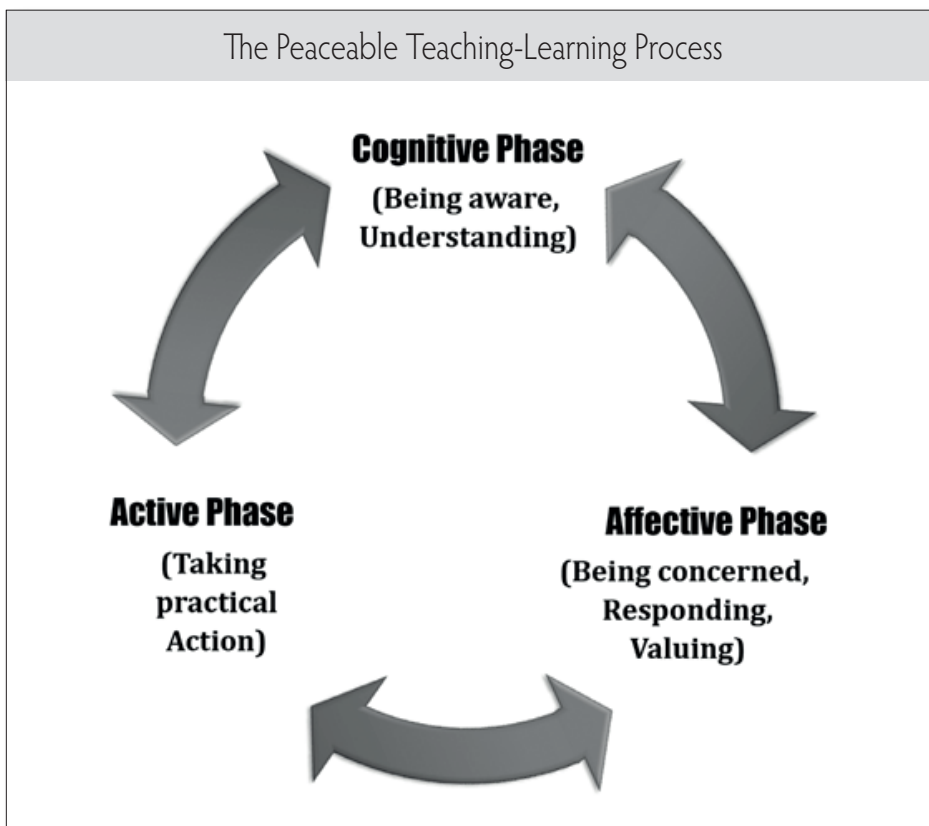 The Peaceable Teaching-Learning Process
Cognitive Phase
(Being aware,
Understanding)
Active Phase
(Taking
practical
Action)
Affective Phase
(Being concerned,
Responding,
Valuing)